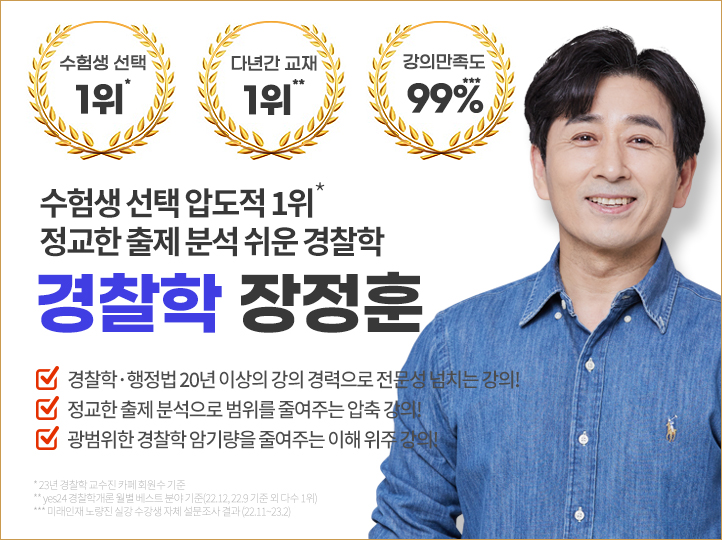 수험생 선택
1위*
다년간 교재
1위**
강의만족도
99%***
수험생 선택 압도적 1위*
정교한 출제 분석 쉬운 경찰학
경찰학 장정훈
경찰학·행정법 20년 이상의 강의 경력으로 전문성 넘치는 강의!
정교한 출제 분석으로 범위를 줄여주는 압축 강의!
광범위한 경찰학 암기량을 줄여주는 이해 위주 강의!
* 23년 경찰학 교수진 카페 회원수 기준
** yes24 경찰학개론 월별 베스트 분야 기준(22.12, 22.9 기준 외 다수 1위)
*** 미래인재 노량진 실강 수강생 자체 설문조사 결과 (22.11~23.2)